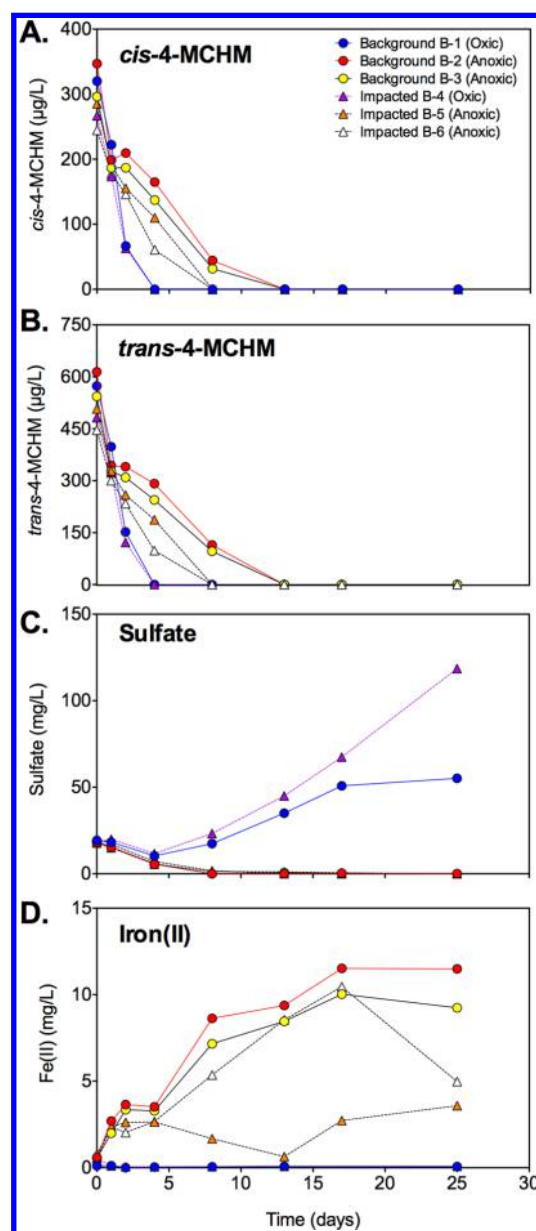 A.
cis-4-MCHM
Background B-1 (Oxic)
Background B-2 (Anoxic)
Background B-3 (Anoxic)
Impacted B-4 (Oxic)
Impacted B-5 (Anoxic)
Impacted B-6 (Anoxic)
cis-4-MCHM (µg/L)
400
300
200
100
0
B.
trans-4-MCHM
trans-4-MCHM (µg/L)
750
600
450
300
150
0
C.
Sulfate
Sulfate (mg/L)
150
100
50
0
D.
Iron(II)
Fe(II) (mg/L)
15
10
5
0
0 5 10 15 20 25 30
Time (days)